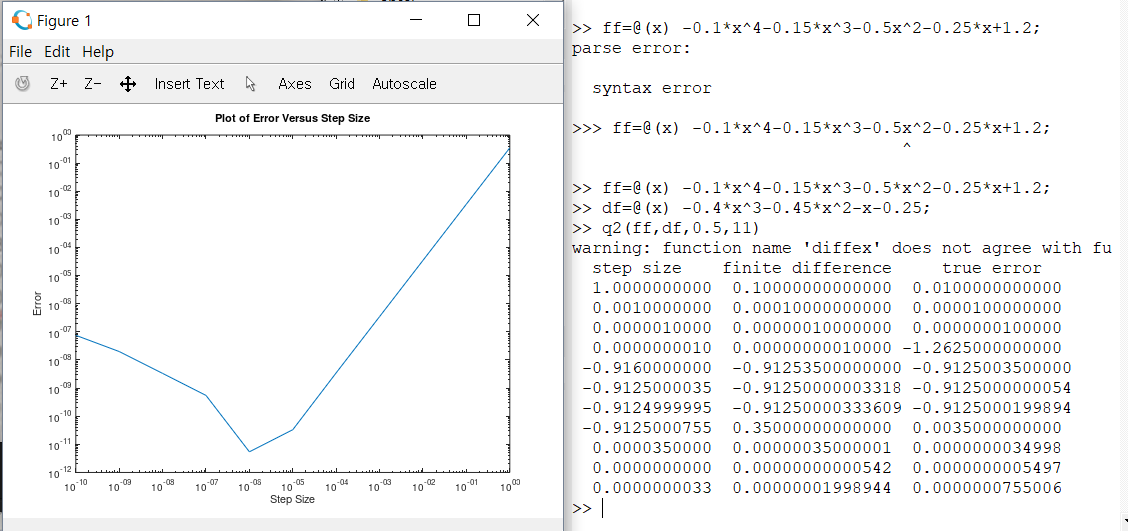 Figure 1
File Edit Help
Z+ Z− Insert Text Axes Grid Autoscale
Plot of Error Versus Step Size
10^00
10^-01
10^-02
10^-03
10^-04
10^-05
10^-06
10^-07
10^-08
10^-09
10^-10
10^-11
10^-12
Error
10^-10 10^-09 10^-08 10^-07 10^-06 10^-05 10^-04 10^-03 10^-02 10^-01 10^00
Step Size
>> ff=@(x) -0.1*x^4-0.15*x^3-0.5x^2-0.25*x+1.2;
parse error:
syntax error
>>> ff=@(x) -0.1*x^4-0.15*x^3-0.5x^2-0.25*x+1.2;
^
>> ff=@(x) -0.1*x^4-0.15*x^3-0.5*x^2-0.25*x+1.2;
>> df=@(x) -0.4*x^3-0.45*x^2-x-0.25;
>> q2(ff,df,0.5,11)
warning: function name 'diffex' does not agree with fu
step size finite difference true error
1.0000000000 0.10000000000000 0.0100000000000
0.0010000000 0.00010000000000 0.0000100000000
0.0000010000 0.00000010000000 0.0000000100000
0.0000000010 0.00000000010000 -1.2625000000000
-0.9160000000 -0.91253500000000 -0.9125003500000
-0.9125000035 -0.91250000003318 -0.9125000000054
-0.9124999995 -0.91250000333609 -0.9125000199894
-0.9125000755 0.35000000000000 0.0035000000000
0.0000350000 0.00000035000001 0.0000000034998
0.0000000000 0.00000000000542 0.0000000005497
0.0000000033 0.00000001998944 0.0000000755006
>>